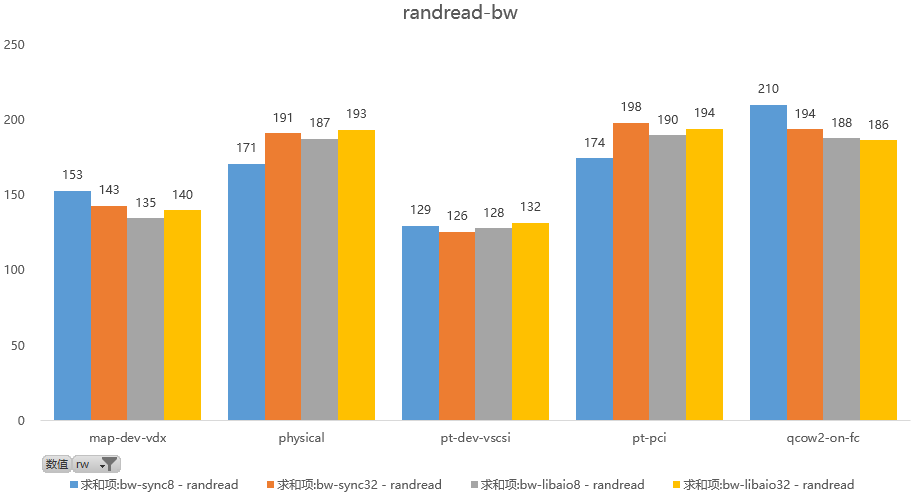 randread-bw
250
200
150
100
50
0
153 143 135 140
171 191 187 193
129 126 128 132
174 198 190 194
210 194 188 186
map-dev-vdx physical pt-dev-vscsi pt-pci qcow2-on-fc
数值 rw
求和项:bw-sync8 - randread 求和项:bw-sync32 - randread 求和项:bw-libaio8 - randread 求和项:bw-libaio32 - randread